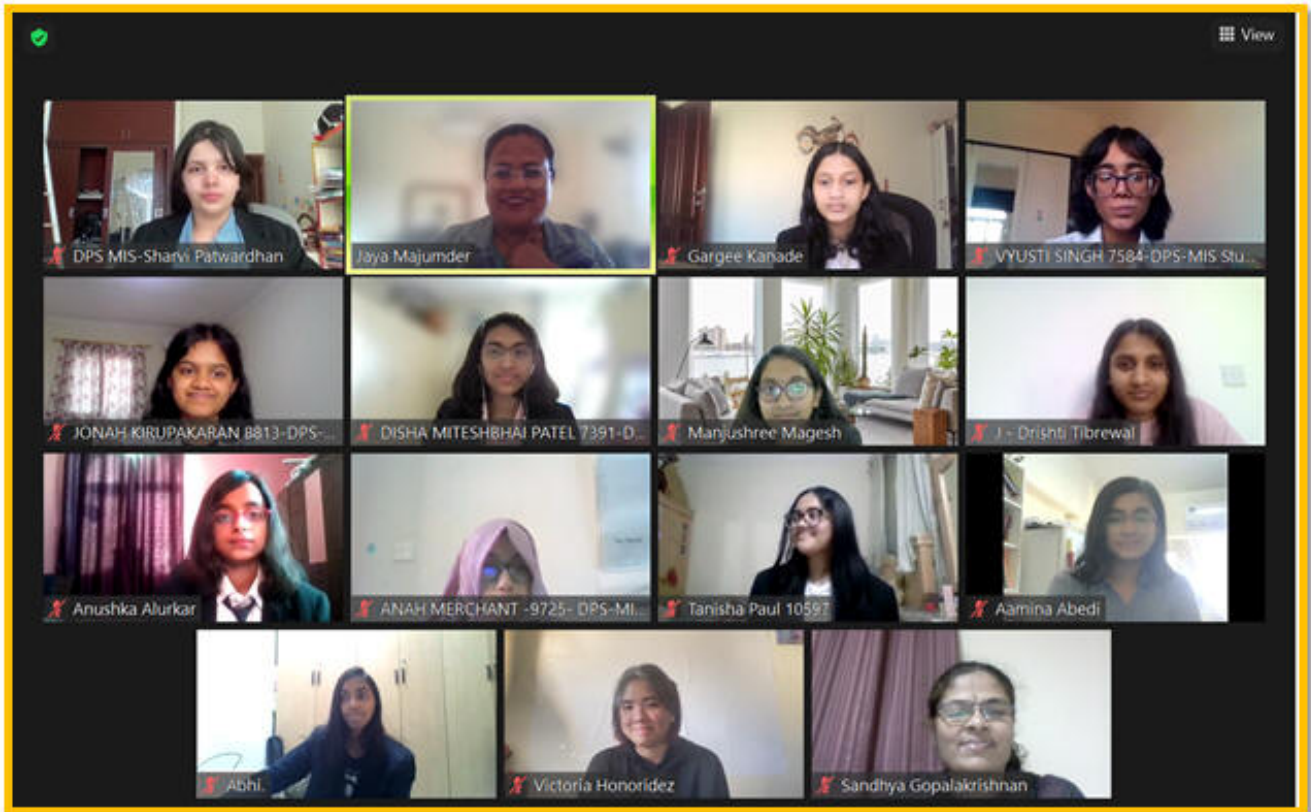 View
DPS MIS-Sharvi Patwardhan
Jaya Majumder
Gargee Kanade
VYUSTI SINGH 7584-DPS-MIS Stu...
JONAH KIRUPAKARAN 8813-DPS-...
DISHA MITESHBHAI PATEL 7391-D...
Manjushree Magesh
J - Drishti Tibrewal
Anushka Alurkar
ANAH MERCHANT -9725- DPS-MI...
Tanisha Paul 10597
Aamina Abedi
Abhi.
Victoria Honoridez
Sandhya Gopalakrishnan